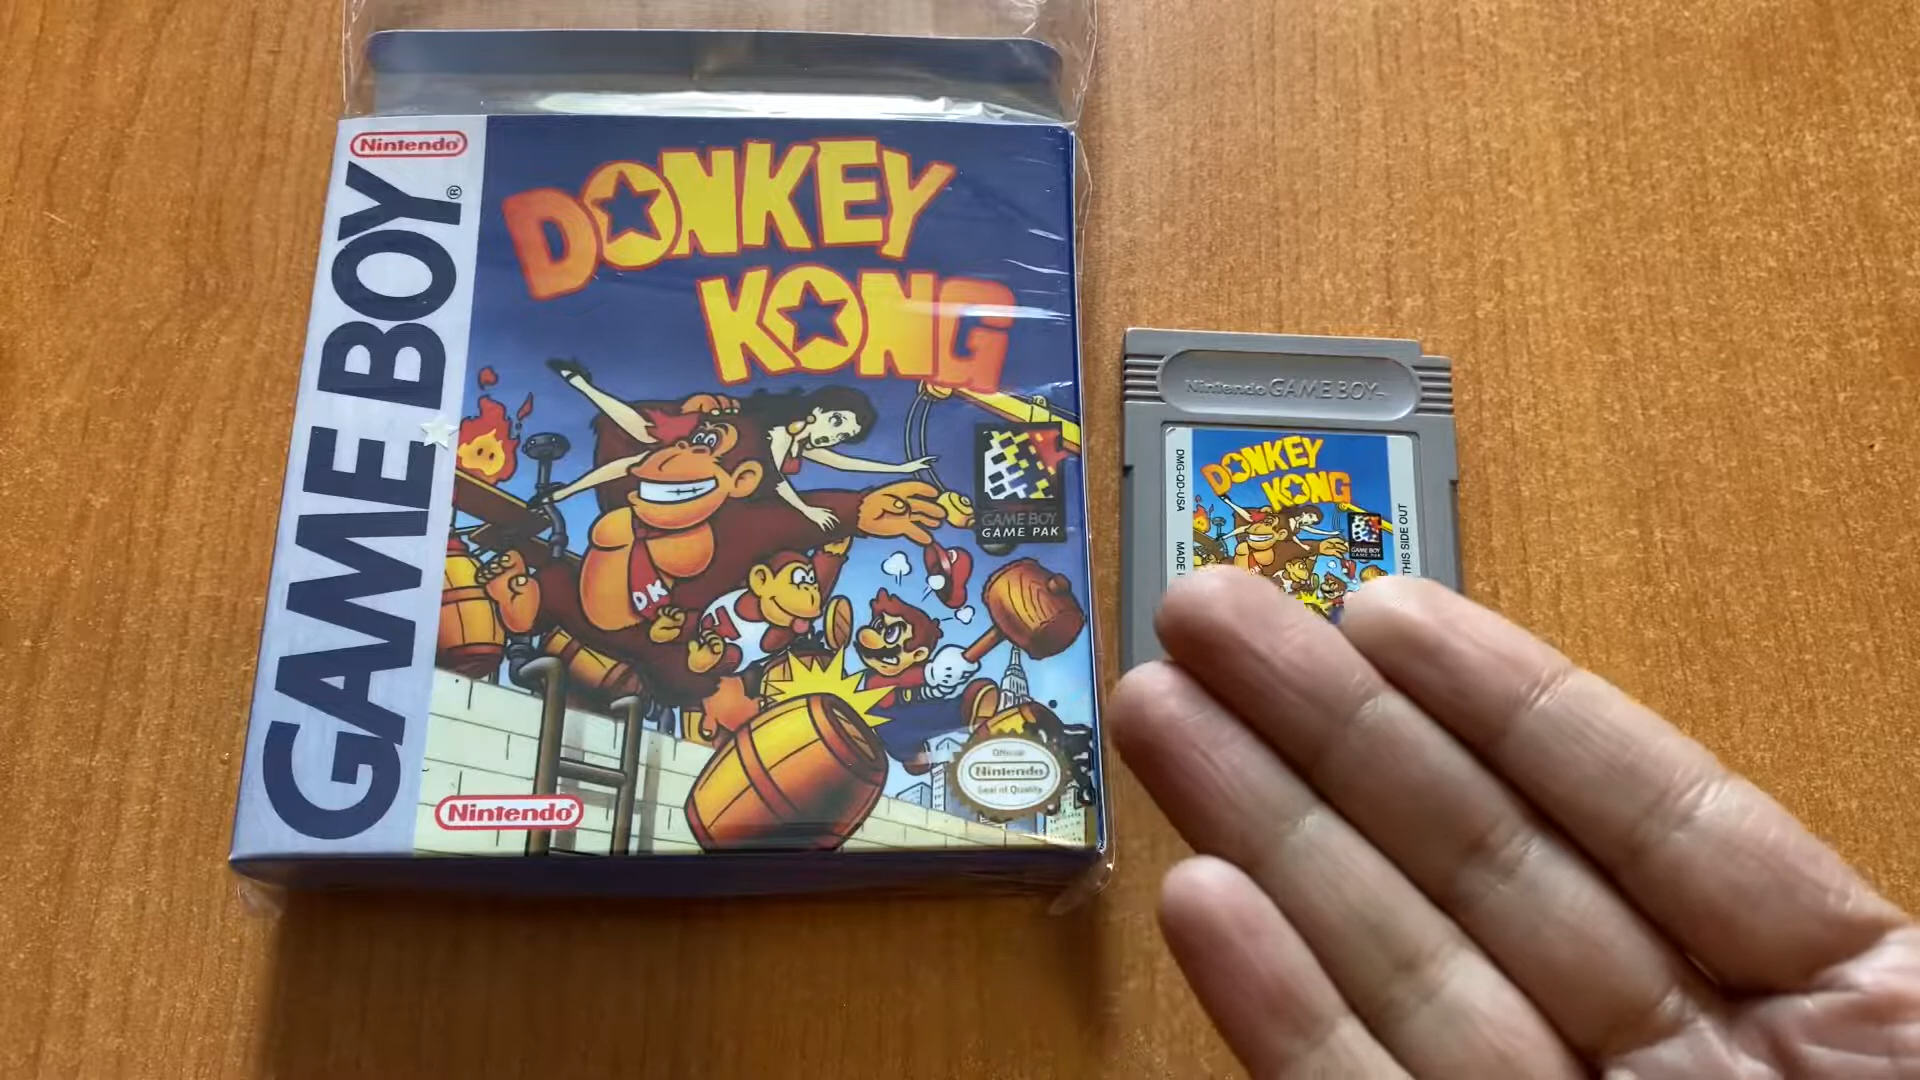 Nintendo®
GAME BOY®
DONKEY
KONG
GAME BOY
GAME PAK
DK
Official
Nintendo
Seal of Quality
Nintendo®
Nintendo GAME BOY™
DMG-QD-USA
MADE
DONKEY
KONG
GAME BOY
GAME PAK
THIS SIDE OUT